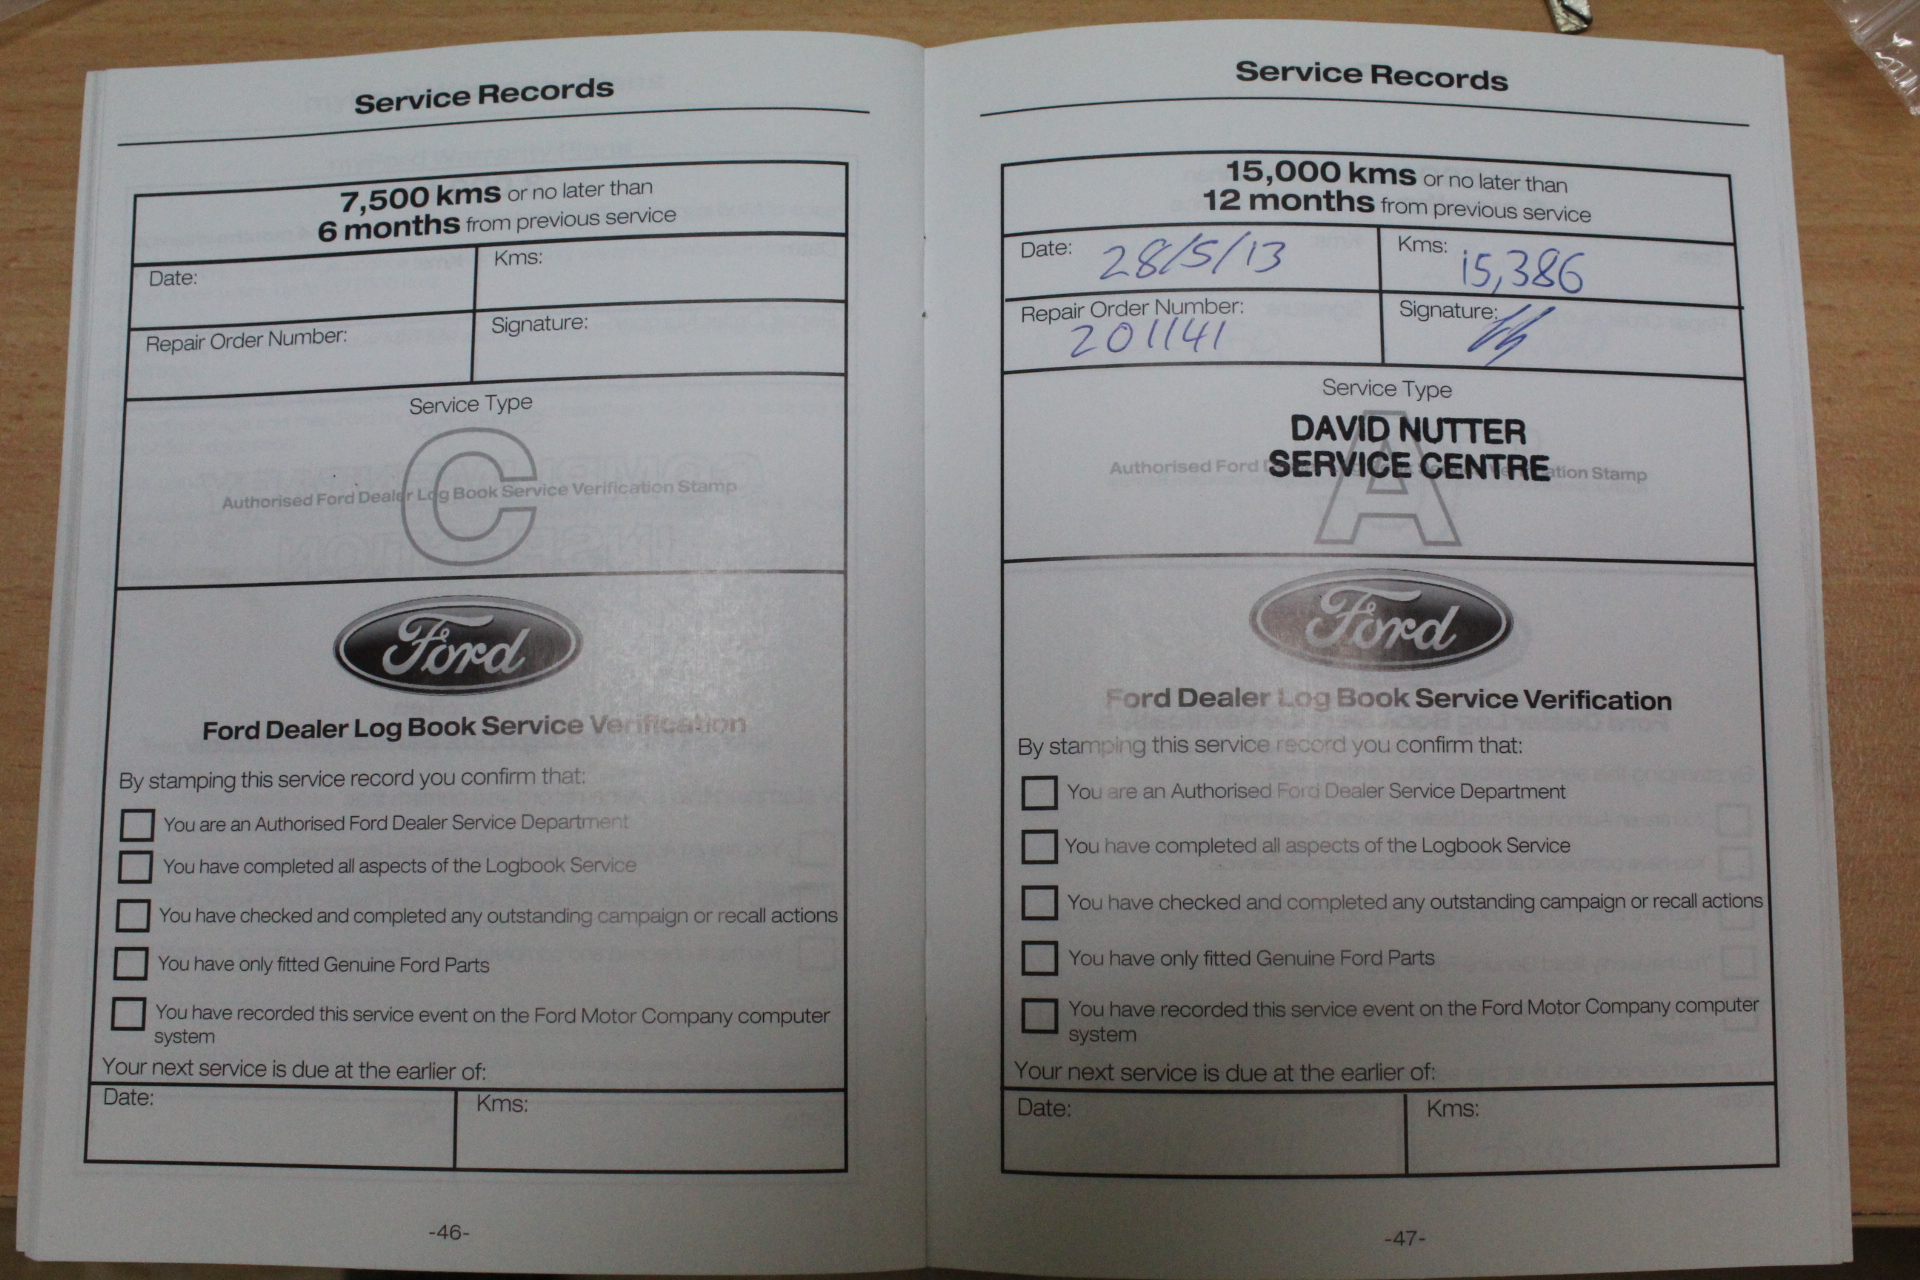 Service Records
7,500 kms or no later than
6 months from previous service
Date:
Kms:
Repair Order Number:
Signature:
Service Type
C
Authorised Ford Dealer Log Book Service Verification Stamp
Ford
Ford Dealer Log Book Service Verification
By stamping this service record you confirm that:
You are an Authorised Ford Dealer Service Department
You have completed all aspects of the Logbook Service
You have checked and completed any outstanding campaign or recall actions
You have only fitted Genuine Ford Parts
You have recorded this service event on the Ford Motor Company computer
system
Your next service is due at the earlier of:
Date:
Kms:
-46-
Service Records
15,000 kms or no later than
12 months from previous service
Date: 28/5/13
Kms: 15,386
Repair Order Number:
201141
Signature:
Service Type
A
DAVID NUTTER
SERVICE CENTRE
Authorised Ford Stamp
Ford
Ford Dealer Log Book Service Verification
By stamping this service record you confirm that:
You are an Authorised Ford Dealer Service Department
You have completed all aspects of the Logbook Service
You have checked and completed any outstanding campaign or recall actions
You have only fitted Genuine Ford Parts
You have recorded this service event on the Ford Motor Company computer
system
Your next service is due at the earlier of:
Date:
Kms:
-47-